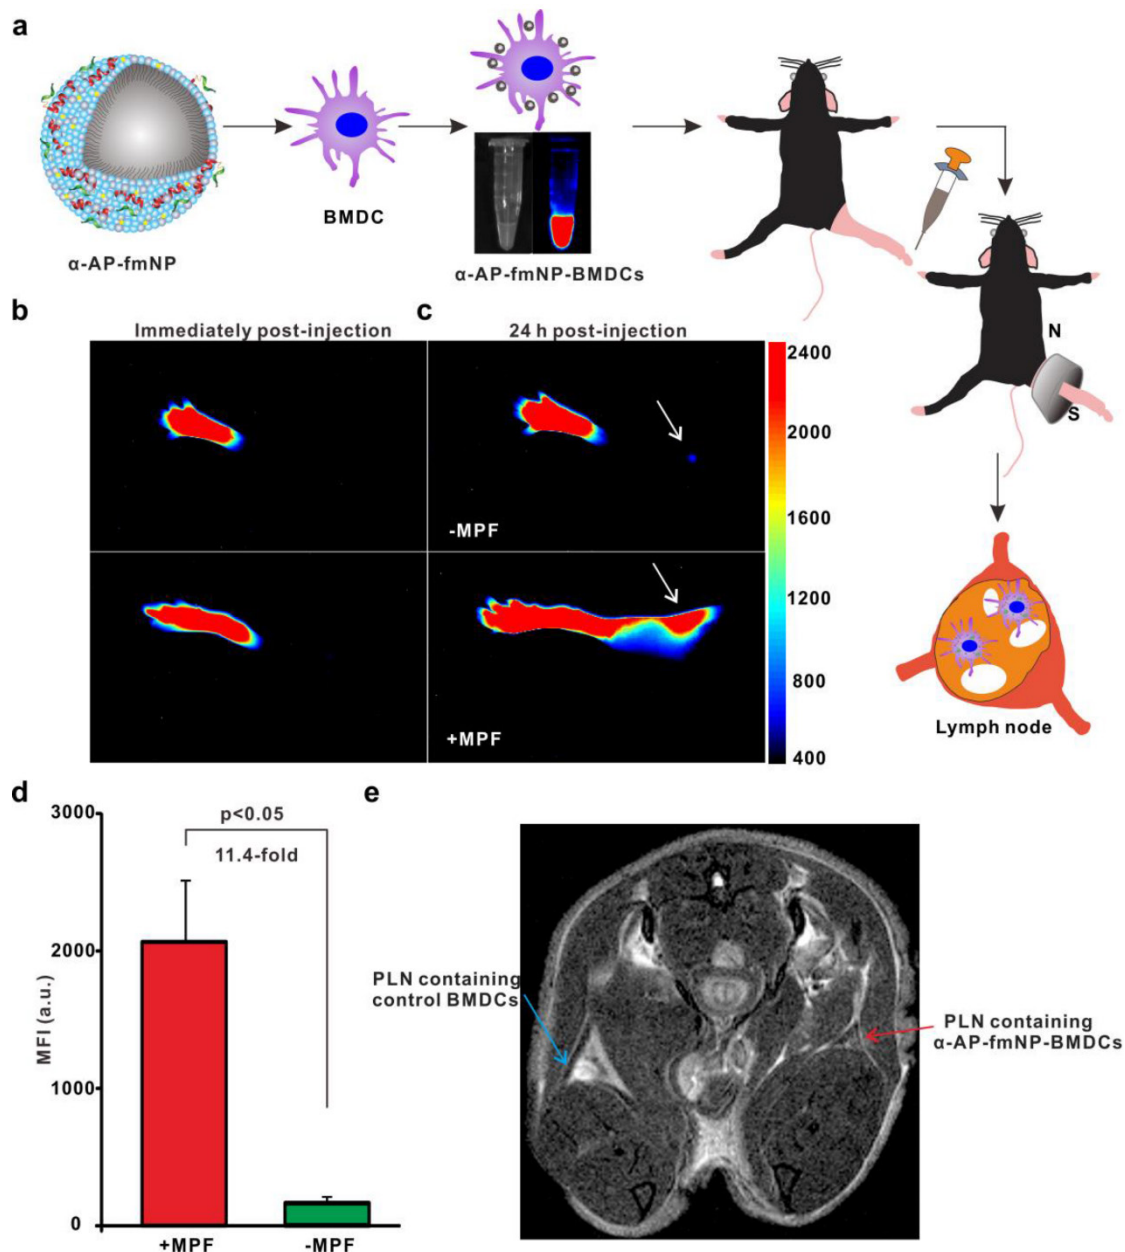 a
α-AP-fmNP
BMDC
α-AP-fmNP-BMDCs
N
S
Lymph node
b
Immediately post-injection
c
24 h post-injection
-MPF
+MPF
2400
2000
1600
1200
800
400
d
3000
2000
1000
0
MFI (a.u.)
p<0.05
11.4-fold
+MPF
-MPF
e
PLN containing
control BMDCs
PLN containing
α-AP-fmNP-BMDCs